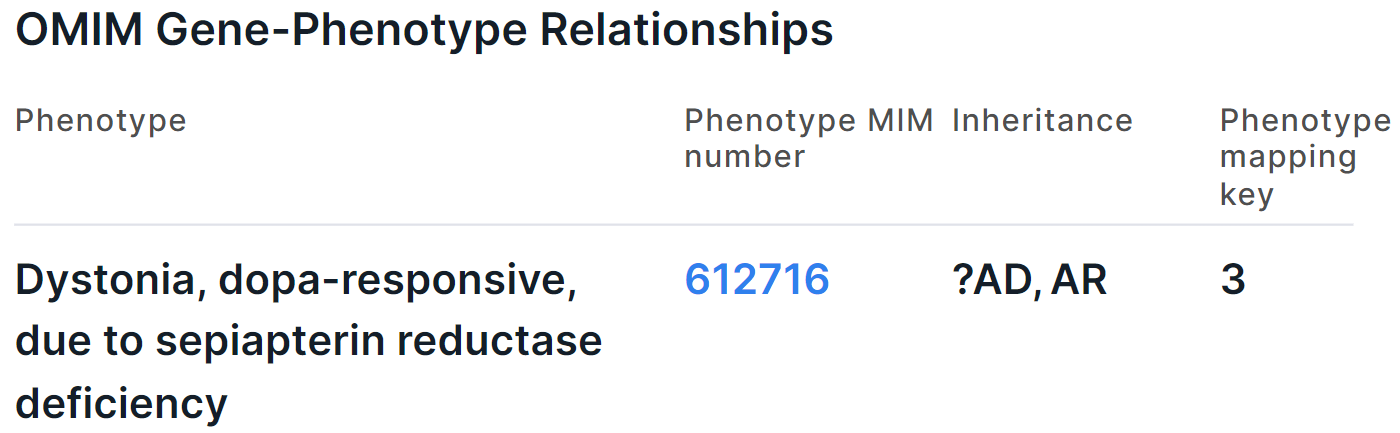 OMIM Gene-Phenotype Relationships
Phenotype
Phenotype MIM number
Inheritance
Phenotype mapping key
Dystonia, dopa-responsive,
due to sepiapterin reductase
deficiency
612716
?AD, AR
3